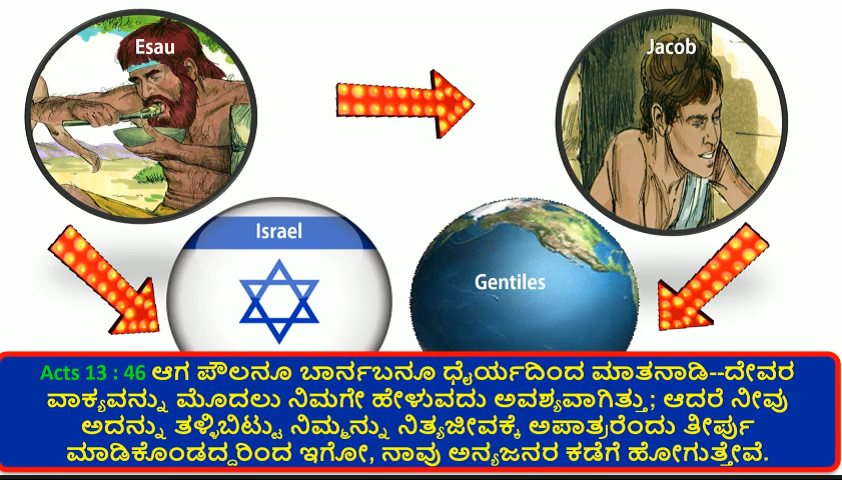 Esau
Jacob
Israel
Gentiles
Acts 13 : 46 ಆಗ ಪೌಲನೂ ಬಾರ್ನಬನೂ ಧೈರ್ಯದಿಂದ ಮಾತನಾಡಿ--ದೇವರ
ವಾಕ್ಯವನ್ನು ಮೊದಲು ನಿಮಗೇ ಹೇಳುವದು ಅವಶ್ಯವಾಗಿತ್ತು; ಆದರೆ ನೀವು
ಅದನ್ನು ತಳ್ಳಿಬಿಟ್ಟು ನಿಮ್ಮನ್ನು ನಿತ್ಯಜೀವಕ್ಕೆ ಅಪಾತ್ರರೆಂದು ತೀರ್ಪು
ಮಾಡಿಕೊಂಡದ್ದರಿಂದ ಇಗೋ, ನಾವು ಅನ್ಯಜನರ ಕಡೆಗೆ ಹೋಗುತ್ತೇವೆ.